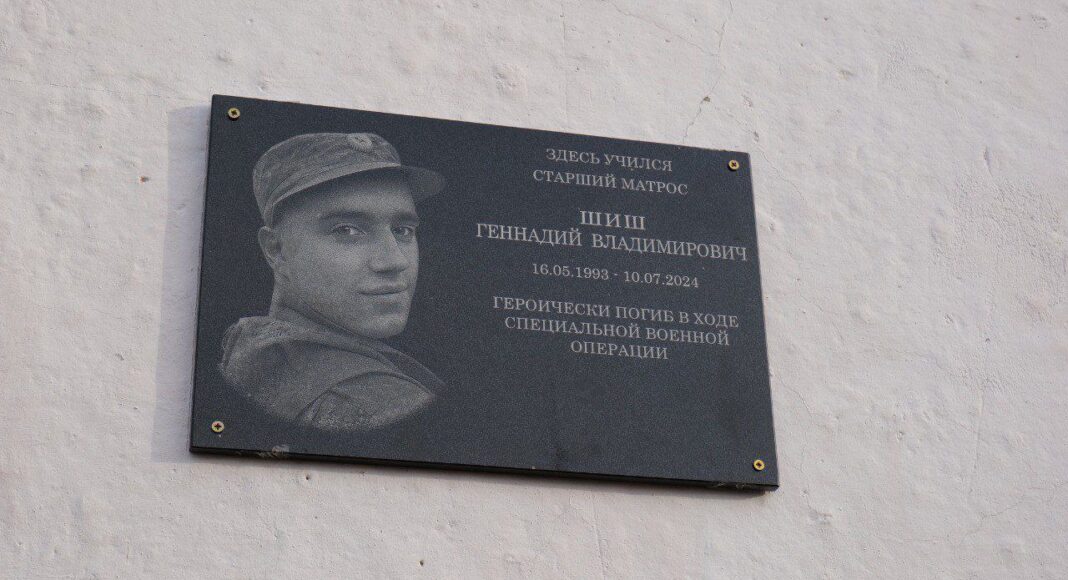 ЗДЕСЬ УЧИЛСЯ
СТАРШИЙ МАТРОС
ШИШ
ГЕННАДИЙ ВЛАДИМИРОВИЧ
16.05.1993 - 10.07.2024
ГЕРОИЧЕСКИ ПОГИБ В ХОДЕ
СПЕЦИАЛЬНОЙ ВОЕННОЙ
ОПЕРАЦИИ